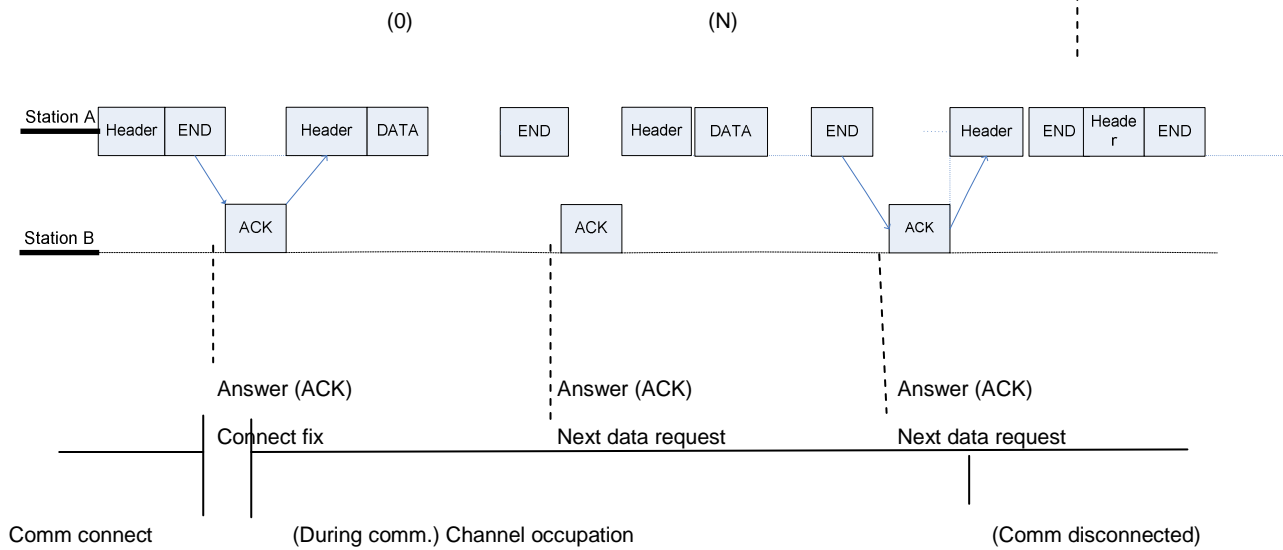 (0) (N)
Station A Header END Header DATA END Header DATA END Header END Heade
r END
ACK ACK ACK
Station B
Answer (ACK) Answer (ACK) Answer (ACK)
Connect fix Next data request Next data request
Comm connect (During comm.) Channel occupation (Comm disconnected)